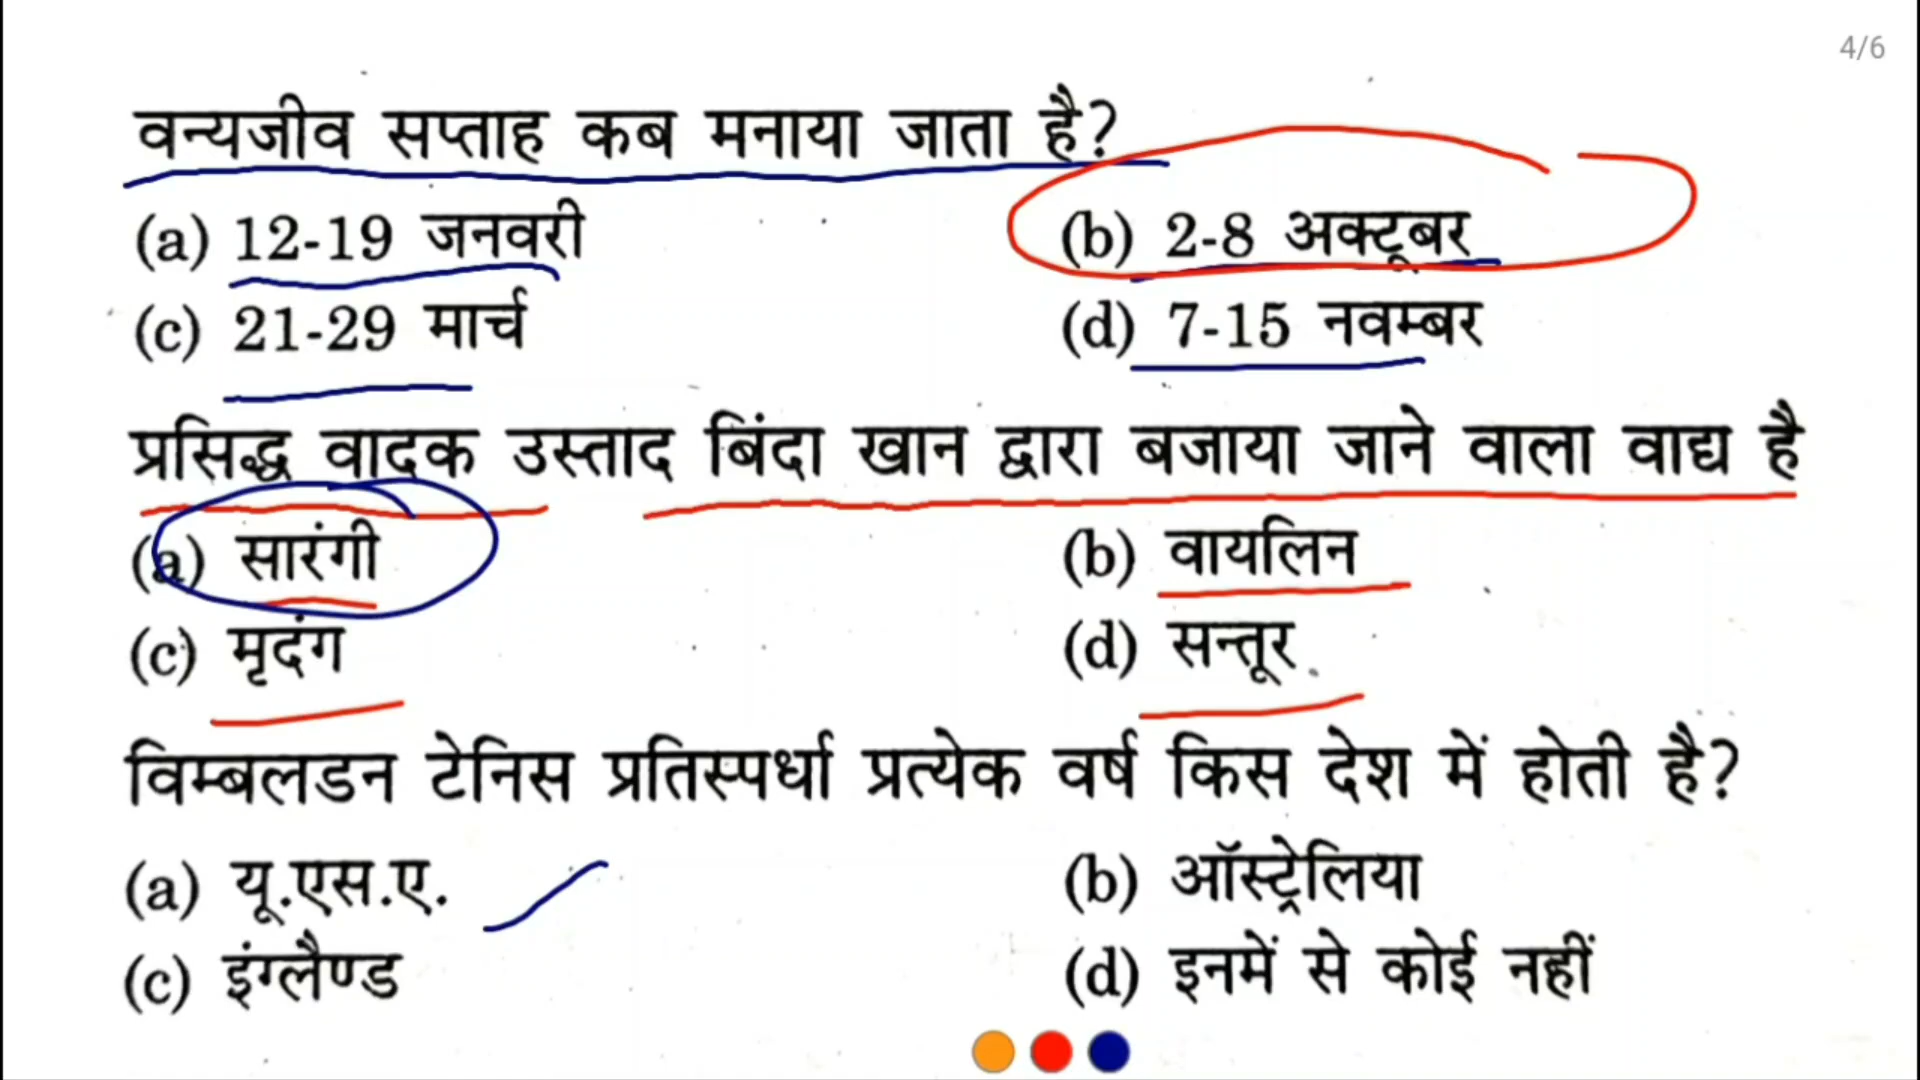 4/6
वन्यजीव सप्ताह कब मनाया जाता है?
(a) 12-19 जनवरी (b) 2-8 अक्टूबर
(c) 21-29 मार्च (d) 7-15 नवम्बर
प्रसिद्ध वादक उस्ताद बिंदा खान द्वारा बजाया जाने वाला वाद्य है
(a) सारंगी (b) वायलिन
(c) मृदंग (d) सन्तूर
विम्बलडन टेनिस प्रतिस्पर्धा प्रत्येक वर्ष किस देश में होती है?
(a) यू.एस.ए. (b) ऑस्ट्रेलिया
(c) इंग्लैण्ड (d) इनमें से कोई नहीं